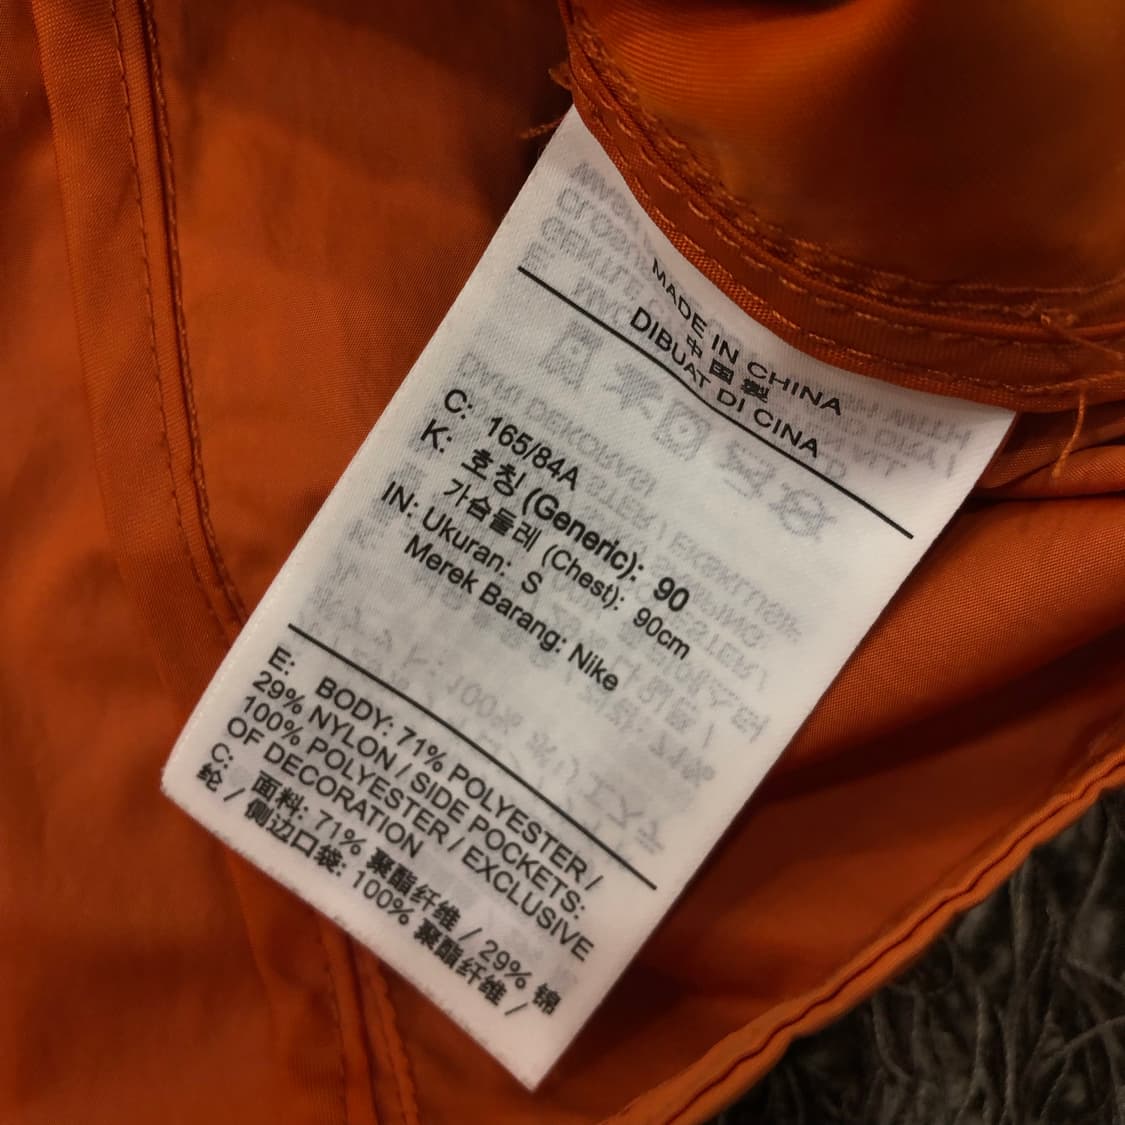 MADE IN CHINA
中国製
DIBUAT DI CINA
C: 165/84A
K: 호칭 (Generic): 90
가슴둘레 (Chest): 90cm
IN: Ukuran: S
Merek Barang: Nike
E: BODY: 71% POLYESTER /
29% NYLON / SIDE POCKETS:
100% POLYESTER / EXCLUSIVE
OF DECORATION
C: 面料: 71% 聚酯纤维 / 29% 锦
纶 / 侧边口袋: 100% 聚酯纤维 /